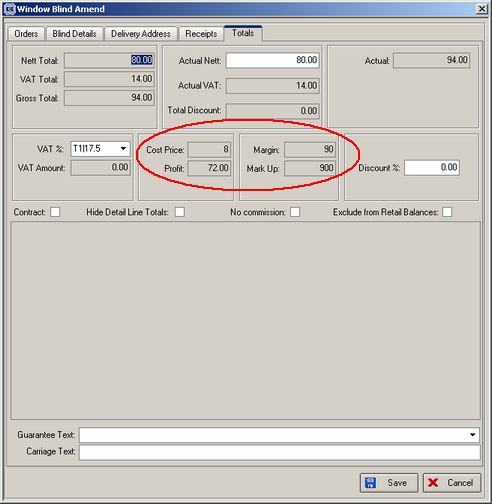 Window Blind Amend
Orders Blind Details Delivery Address Receipts Totals
Nett Total: 80.00 Actual Nett: 80.00 Actual: 94.00
VAT Total: 14.00 Actual VAT: 14.00
Gross Total: 94.00 Total Discount: 0.00
VAT %: T1|17.5 Cost Price: 8 Margin: 90
VAT Amount: 0.00 Profit: 72.00 Mark Up: 900 Discount %: 0.00
Contract: Hide Detail Line Totals: No commission: Exclude from Retail Balances:
Guarantee Text:
Carriage Text:
Save Cancel